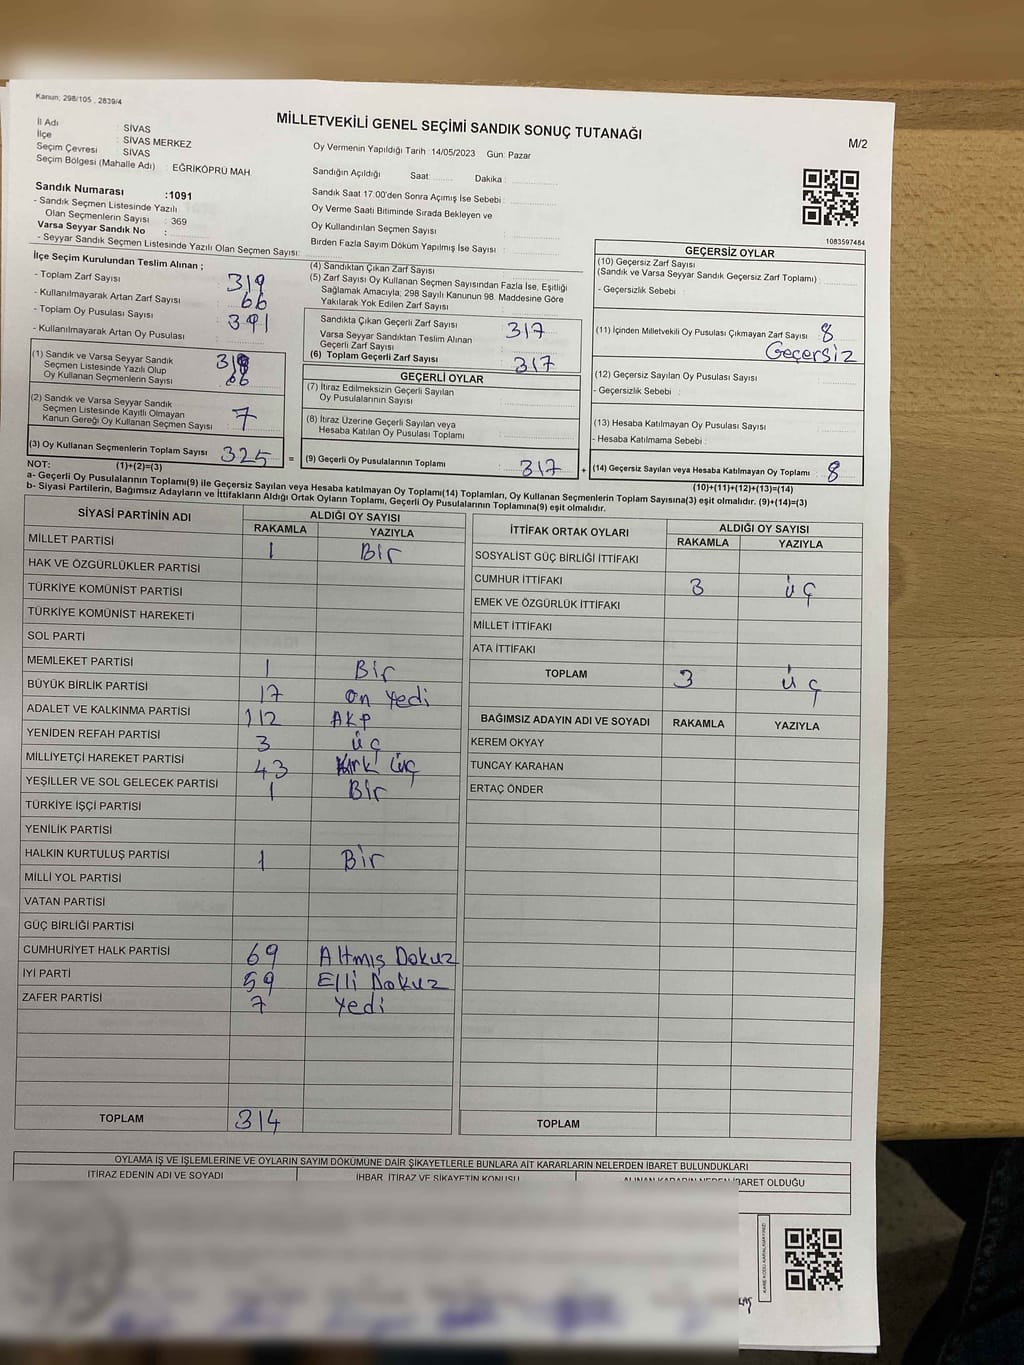 Kanun; 298/105 , 2839/4
MİLLETVEKİLİ GENEL SEÇİMİ SANDIK SONUÇ TUTANAĞI
M/2
İl Adı : SİVAS
İlçe : SİVAS MERKEZ
Seçim Çevresi : SİVAS
Seçim Bölgesi (Mahalle Adı) : EĞRİKÖPRÜ MAH.
Sandık Numarası :1091
- Sandık Seçmen Listesinde Yazılı
Olan Seçmenlerin Sayısı : 369
Varsa Seyyar Sandık No :
- Seyyar Sandık Seçmen Listesinde Yazılı Olan Seçmen Sayısı:
Oy Vermenin Yapıldığı Tarih :14/05/2023 Gün: Pazar
Sandığın Açıldığı Saat: Dakika :
Sandık Saat 17:00'den Sonra Açımış İse Sebebi :
Oy Verme Saati Bitiminde Sırada Bekleyen ve
Oy Kullandırılan Seçmen Sayısı :
Birden Fazla Sayım Döküm Yapılmış İse Sayısı :
1083597484
İlçe Seçim Kurulundan Teslim Alınan ;
- Toplam Zarf Sayısı : 319
- Kullanılmayarak Artan Zarf Sayısı : 66
- Toplam Oy Pusulası Sayısı : 391
- Kullanılmayarak Artan Oy Pusulası :
(1) Sandık ve Varsa Seyyar Sandık
Seçmen Listesinde Yazılı Olup
Oy Kullanan Seçmenlerin Sayısı
(2) Sandık ve Varsa Seyyar Sandık
Seçmen Listesinde Kayıtlı Olmayan
Kanun Gereği Oy Kullanan Seçmen Sayısı : 7
(3) Oy Kullanan Seçmenlerin Toplam Sayısı : 325 =
(4) Sandıktan Çıkan Zarf Sayısı :
(5) Zarf Sayısı Oy Kullanan Seçmen Sayısından Fazla İse, Eşitliği
Sağlamak Amacıyla; 298 Sayılı Kanunun 98. Maddesine Göre
Yakılarak Yok Edilen Zarf Sayısı :
Sandıkta Çıkan Geçerli Zarf Sayısı : 317
Varsa Seyyar Sandıktan Teslim Alınan
Geçerli Zarf Sayısı :
(6) Toplam Geçerli Zarf Sayısı : 317
GEÇERLİ OYLAR
(7) İtiraz Edilmeksizin Geçerli Sayılan
Oy Pusulalarının Sayısı :
(8) İtiraz Üzerine Geçerli Sayılan veya
Hesaba Katılan Oy Pusulası Toplamı :
(9) Geçerli Oy Pusulalarının Toplamı : 317 +
GEÇERSİZ OYLAR
(10) Geçersiz Zarf Sayısı
(Sandık ve Varsa Seyyar Sandık Geçersiz Zarf Toplamı) :
- Geçersizlik Sebebi :
(11) İçinden Milletvekili Oy Pusulası Çıkmayan Zarf Sayısı : 8
Geçersiz
(12) Geçersiz Sayılan Oy Pusulası Sayısı :
- Geçersizlik Sebebi :
(13) Hesaba Katılmayan Oy Pusulası Sayısı :
- Hesaba Katılmama Sebebi :
(14) Geçersiz Sayılan veya Hesaba Katılmayan Oy Toplamı : 8
NOT: (1)+(2)=(3)
(10)+(11)+(12)+(13)=(14)
a- Geçerli Oy Pusulalarının Toplamı(9) ile Geçersiz Sayılan veya Hesaba Katılmayan Oy Toplamı(14) Toplamları, Oy Kullanan Seçmenlerin Toplam Sayısına(3) eşit olmalıdır. (9)+(14)=(3)
b- Siyasi Partilerin, Bağımsız Adayların ve İttifakların Aldığı Ortak Oyların Toplamı, Geçerli Oy Pusulalarının Toplamına(9) eşit olmalıdır.
SİYASİ PARTİNİN ADI
ALDIĞI OY SAYISI
RAKAMLA YAZIYLA
MİLLET PARTİSİ 1 Bir
HAK VE ÖZGÜRLÜKLER PARTİSİ
TÜRKİYE KOMÜNİST PARTİSİ
TÜRKİYE KOMÜNİST HAREKETİ
SOL PARTİ
MEMLEKET PARTİSİ 1 Bir
BÜYÜK BİRLİK PARTİSİ 17 on yedi
ADALET VE KALKINMA PARTİSİ 112 AKP
YENİDEN REFAH PARTİSİ 3 üç
MİLLİYETÇİ HAREKET PARTİSİ 43 Kırk üç
YEŞİLLER VE SOL GELECEK PARTİSİ 1 Bir
TÜRKİYE İŞÇİ PARTİSİ
YENİLİK PARTİSİ
HALKIN KURTULUŞ PARTİSİ 1 Bir
MİLLİ YOL PARTİSİ
VATAN PARTİSİ
GÜÇ BİRLİĞİ PARTİSİ
CUMHURİYET HALK PARTİSİ 69 Altmış Dokuz
İYİ PARTİ 59 Elli Dokuz
ZAFER PARTİSİ 7 Yedi
TOPLAM 314
İTTİFAK ORTAK OYLARI
ALDIĞI OY SAYISI
RAKAMLA YAZIYLA
SOSYALİST GÜÇ BİRLİĞİ İTTİFAKI
CUMHUR İTTİFAKI 3 üç
EMEK VE ÖZGÜRLÜK İTTİFAKI
MİLLET İTTİFAKI
ATA İTTİFAKI
TOPLAM 3 üç
BAĞIMSIZ ADAYIN ADI VE SOYADI RAKAMLA YAZIYLA
KEREM OKYAY
TUNCAY KARAHAN
ERTAÇ ÖNDER
TOPLAM
OYLAMA İŞ VE İŞLEMLERİNE VE OYLARIN SAYIM DÖKÜMÜNE DAİR ŞİKAYETLERLE BUNLARA AİT KARARLARIN NELERDEN İBARET BULUNDUKLARI
İTİRAZ EDENİN ADI VE SOYADI
İHBAR, İTİRAZ VE ŞİKAYETİN KONUSU
ALINAN KARARIN NEDEN İBARET OLDUĞU